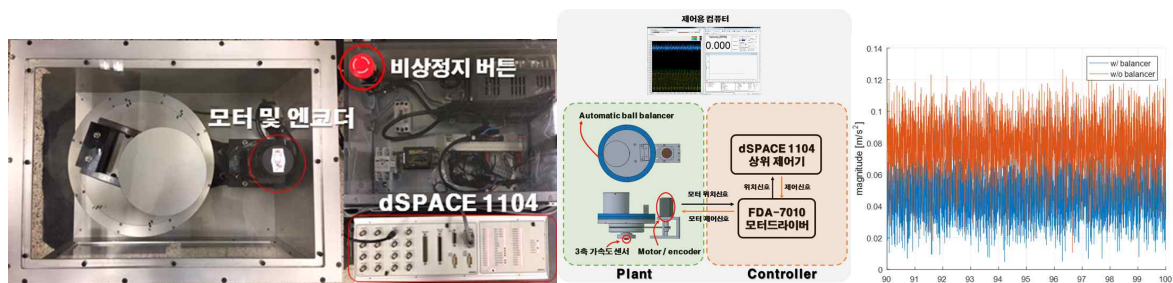 비상정지 버튼
모터 및 엔코더
dSPACE 1104
제어용 컴퓨터
0.000
Automatic ball balancer
dSPACE 1104
상위 제어기
위치신호
제어신호
모터 위치신호
모터 제어신호
FDA-7010
모터드라이버
3축 가속도센서
Motor / encoder
Plant
Controller
magnitude [m/s²]
0.14
0.12
0.1
0.08
0.06
0.04
0.02
0
90
91
92
93
94
95
96
97
98
99
100
w/ balancer
w/o balancer